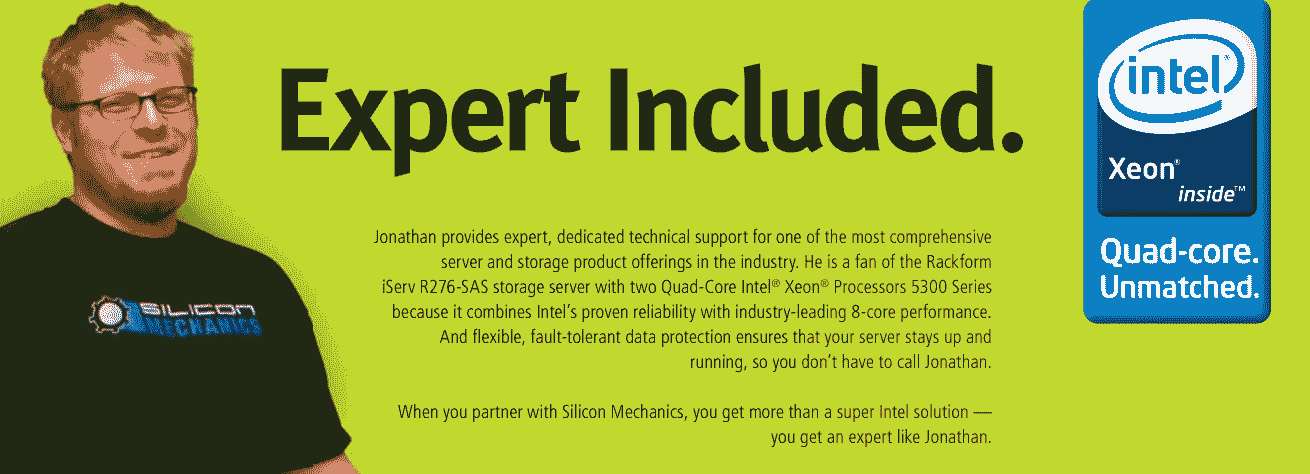 Expert Included.
Jonathan provides expert, dedicated technical support for one of the most comprehensive
server and storage product offerings in the industry. He is a fan of the Rackform
iServ R276-SAS storage server with two Quad-Core Intel® Xeon® Processors 5300 Series
because it combines Intel's proven reliability with industry-leading 8-core performance.
And flexible, fault-tolerant data protection ensures that your server stays up and
running, so you don't have to call Jonathan.
When you partner with Silicon Mechanics, you get more than a super Intel solution —
you get an expert like Jonathan.
SILICON
MECHANICS
intel®
Xeon®
inside™
Quad-core.
Unmatched.